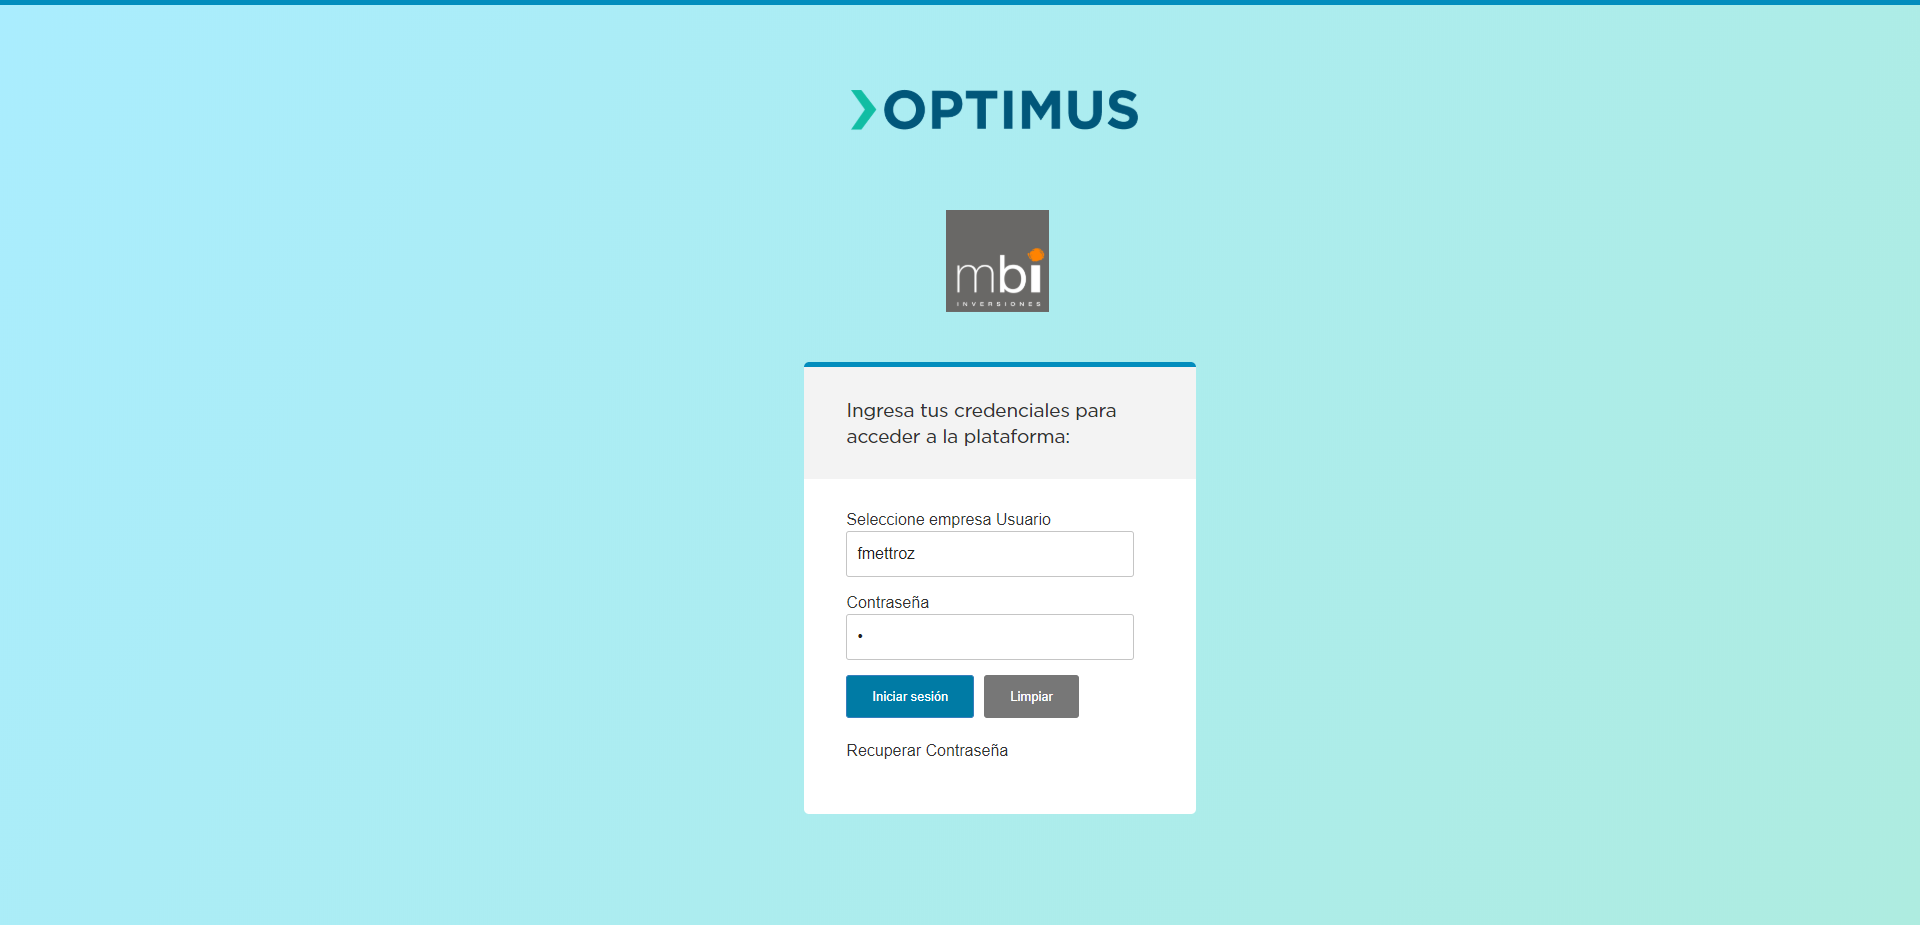 OPTIMUS
mbi
INVERSIONES
Ingresa tus credenciales para
acceder a la plataforma:
Seleccione empresa Usuario
fmettroz
Contraseña
•
Iniciar sesión Limpiar
Recuperar Contraseña